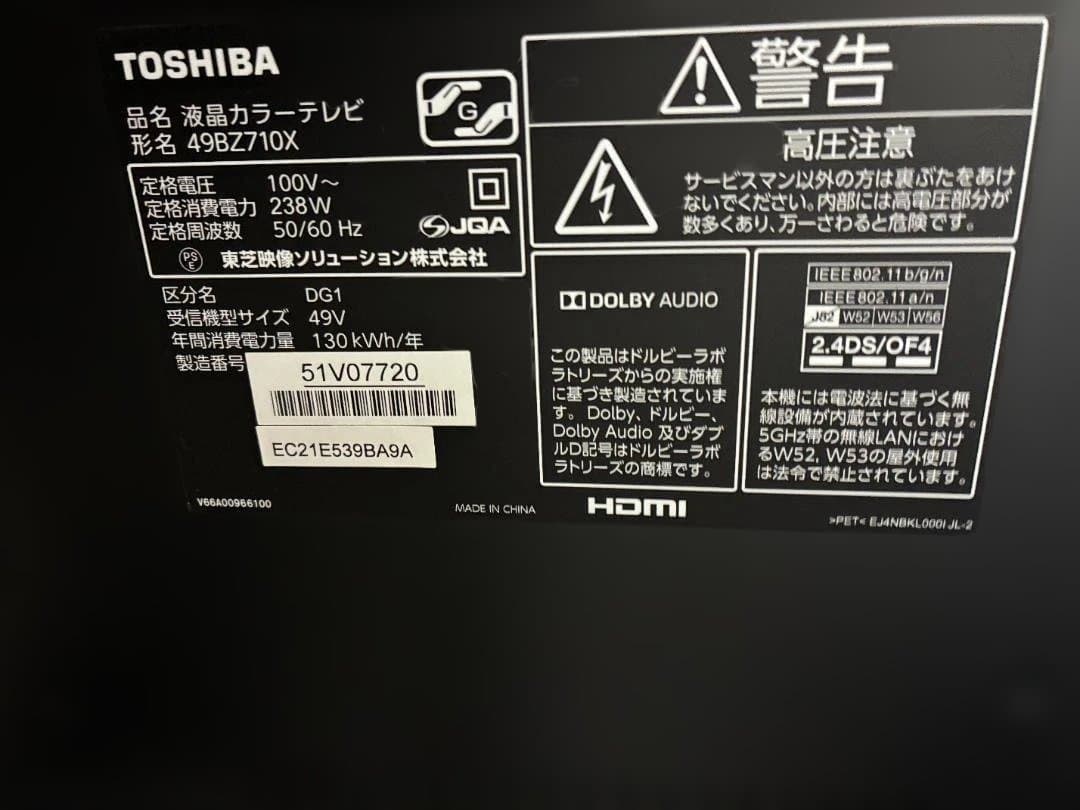 TOSHIBA
品名 液晶カラーテレビ
形名 49BZ710X
G
定格電圧 100V～
定格消費電力 238W
定格周波数 50/60 Hz
JQA
PS
E
東芝映像ソリューション株式会社
区分名 DG1
受信機型サイズ 49V
年間消費電力量 130 kWh/年
製造番号
51V07720
EC21E539BA9A
V66A00966100
MADE IN CHINA
警告
高圧注意
サービスマン以外の方は裏ぶたをあけ
ないでください。内部には高電圧部分が
数多くあり、万一さわると危険です。
DOLBY AUDIO
この製品はドルビーラボ
ラトリーズからの実施権
に基づき製造されていま
す。Dolby、ドルビー、
Dolby Audio 及びダブ
ルD記号はドルビーラボ
ラトリーズの商標です。
HDMI
IEEE802.11b/g/n
IEEE802.11a/n
J52 W52 W53 W56
2.4DS/OF4
本機には電波法に基づく無
線設備が内蔵されています。
5GHz帯の無線LANにおけ
るW52, W53の屋外使用
は法令で禁止されています。
>PET< EJ4NBKL000I JL-2